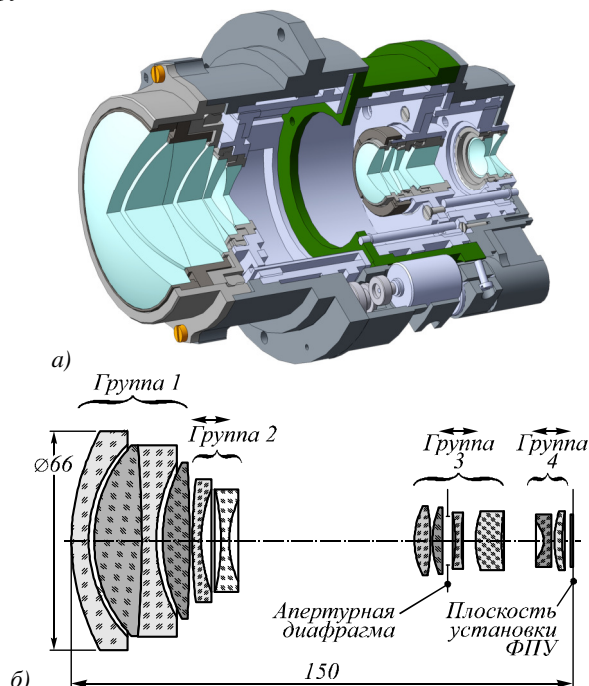 а)
Группа 1
Группа 2
Группа 3
Группа 4
∅66
Апертурная
диафрагма
Плоскость
установки
ФПУ
150
б)